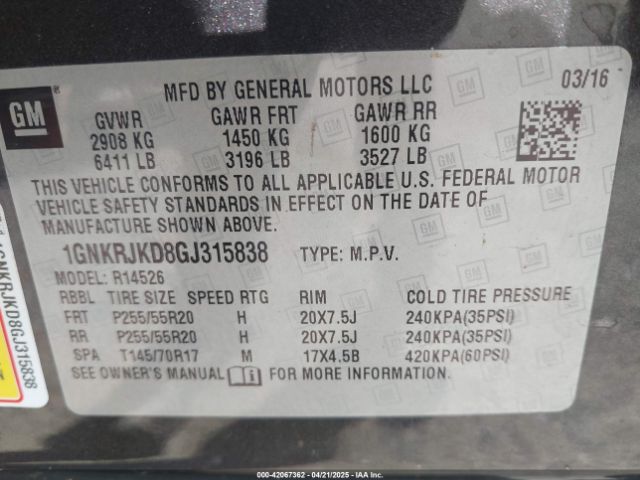 GM
MFD BY GENERAL MOTORS LLC 03/16
GVWR GAWR FRT GAWR RR
2908 KG 1450 KG 1600 KG
6411 LB 3196 LB 3527 LB
THIS VEHICLE CONFORMS TO ALL APPLICABLE U.S. FEDERAL MOTOR
VEHICLE SAFETY STANDARDS IN EFFECT ON THE DATE OF
MANUFACTURE SHOWN ABOVE.
1GNKRJKD8GJ315838 TYPE: M.P.V.
MODEL: R14526
RBBL TIRE SIZE SPEED RTG RIM COLD TIRE PRESSURE
FRT P255/55R20 H 20X7.5J 240KPA(35PSI)
RR P255/55R20 H 20X7.5J 240KPA(35PSI)
SPA T145/70R17 M 17X4.5B 420KPA(60PSI)
SEE OWNER'S MANUAL FOR MORE INFORMATION.
1GNKRJKD8GJ315838
000-42067362 - 04/21/2025 - IAA Inc.